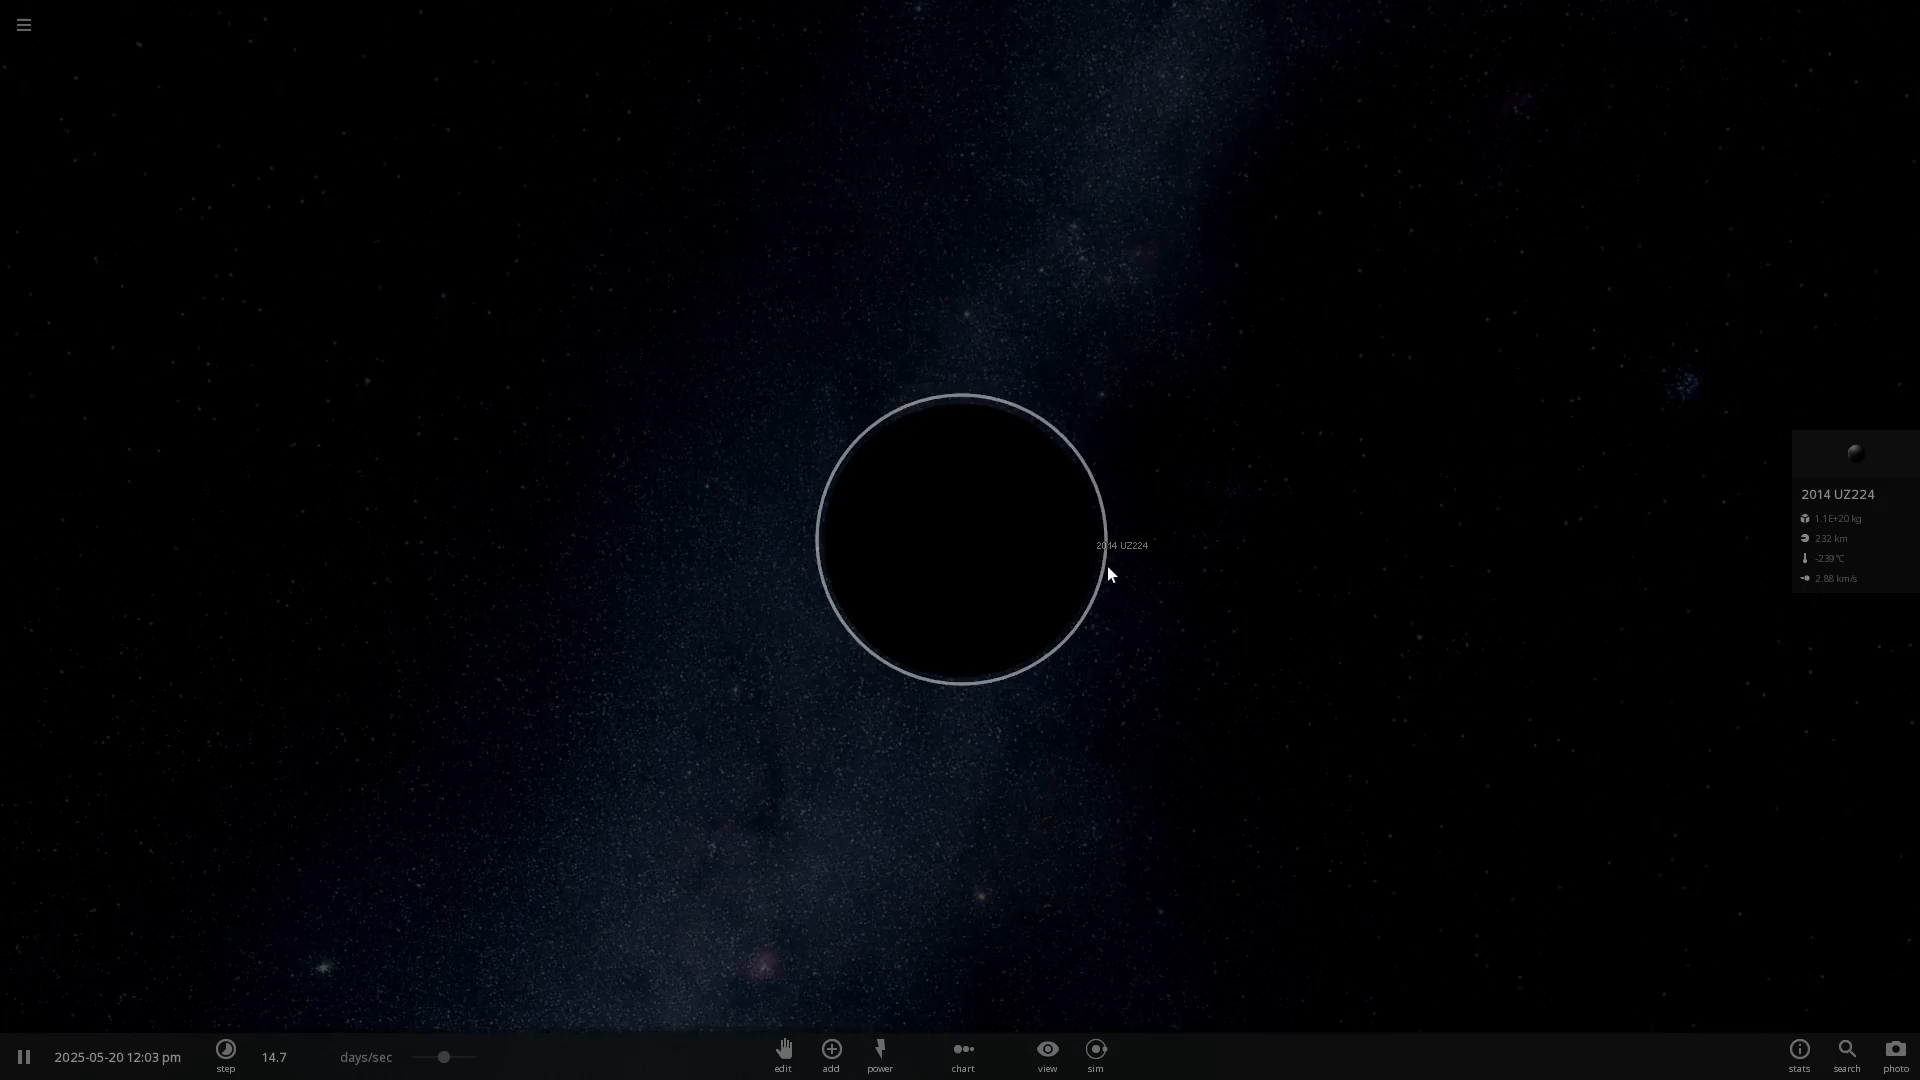 2014 UZ224
2014 UZ224
1.1E+20 kg
232 km
-239°C
2.88 km/s
2025-05-20 12:03 pm
step
14.7
days/sec
edit
add
power
chart
view
sim
stats
search
photo